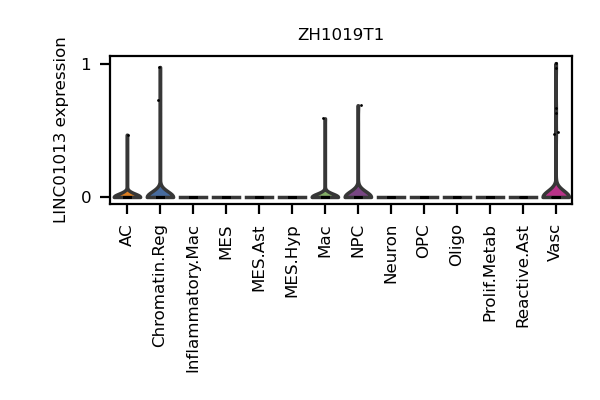 ZH1019T1
LINC01013 expression
1
0
AC
Chromatin.Reg
Inflammatory.Mac
MES
MES.Ast
MES.Hyp
Mac
NPC
Neuron
OPC
Oligo
Prolif.Metab
Reactive.Ast
Vasc